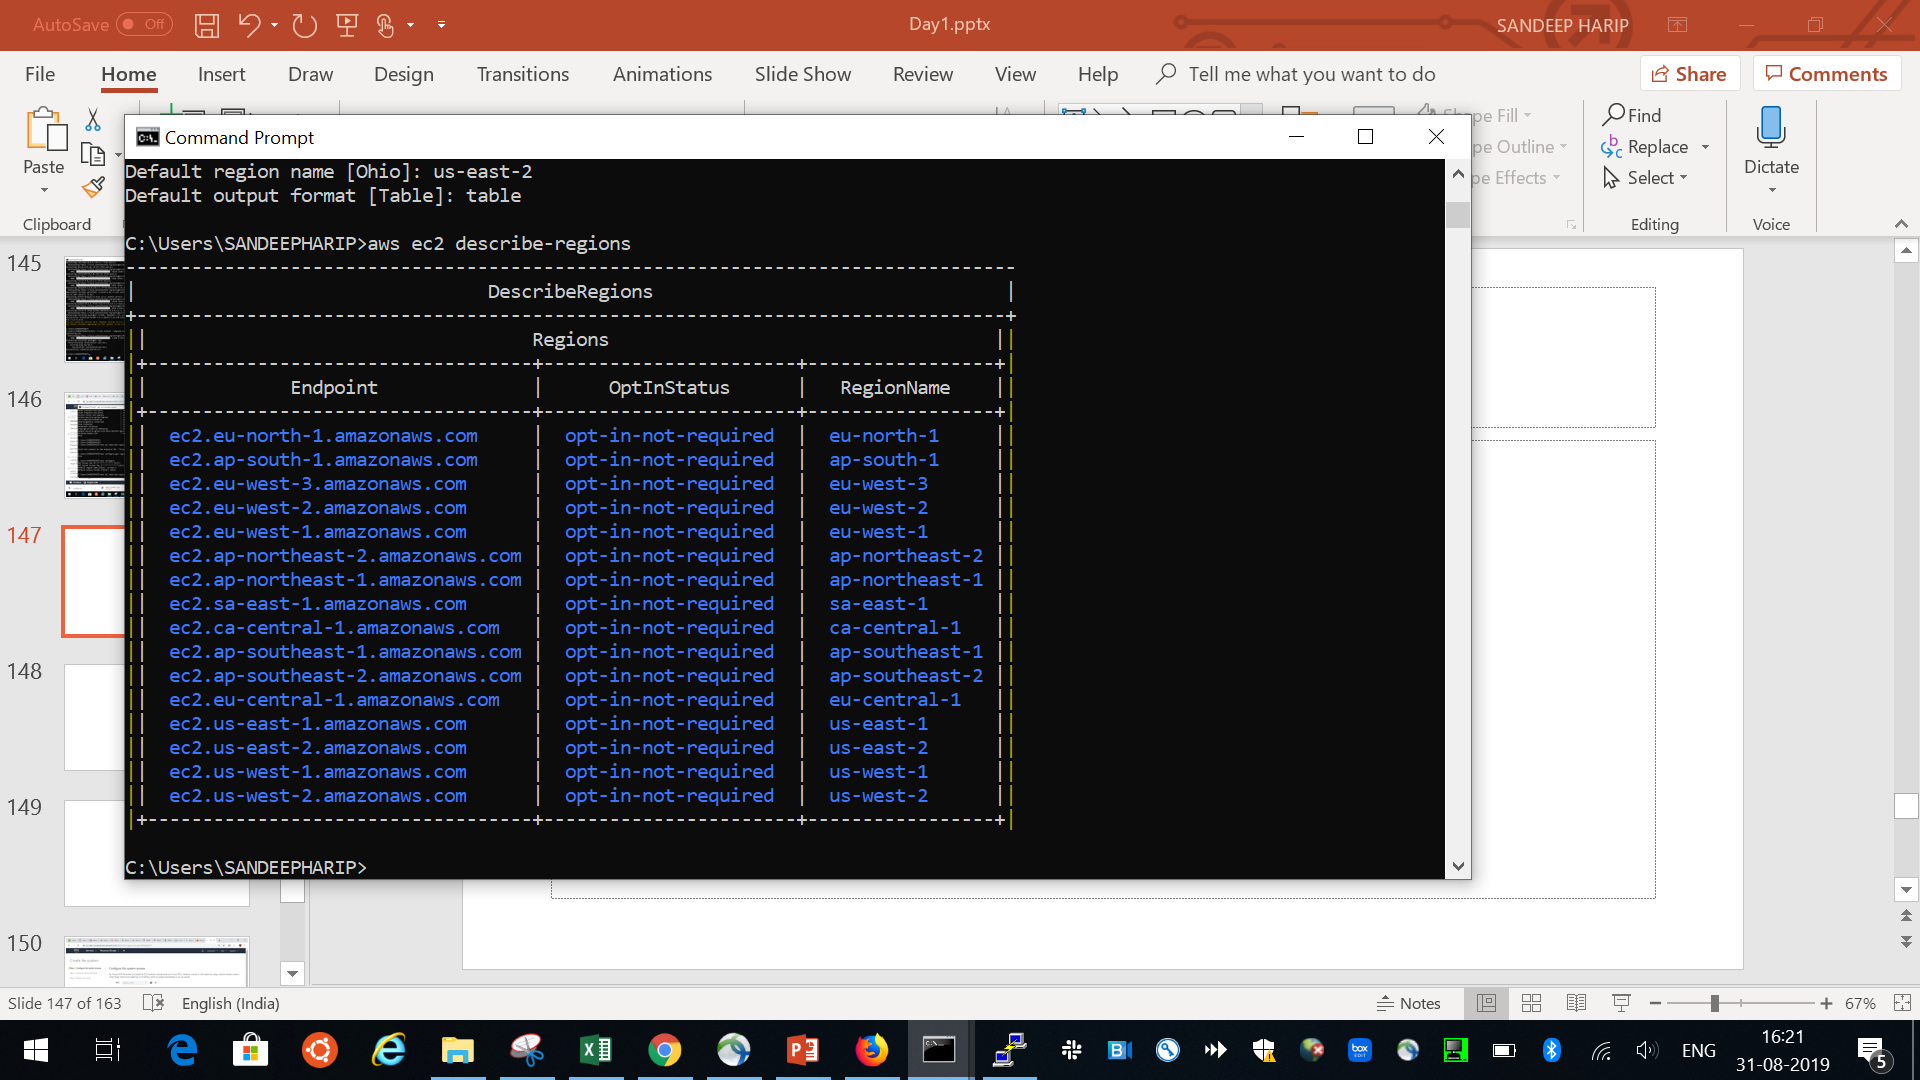 AutoSave Off
Day1.pptx
SANDEEP HARIP
File Home Insert Draw Design Transitions Animations Slide Show Review View Help Tell me what you want to do
Share Comments
Paste
Clipboard
Fill
Outline
Effects
Find
Replace
Select
Editing
Dictate
Voice
Command Prompt
Default region name [Ohio]: us-east-2
Default output format [Table]: table
C:\Users\SANDEEPHARIP>aws ec2 describe-regions
--------------------------------------------------------------------------------
| DescribeRegions |
+------------------------------------------------------------------------------+
|| Regions ||
|+-----------------------------------+-----------------------+-----------------+|
|| Endpoint | OptInStatus | RegionName ||
|+-----------------------------------+-----------------------+-----------------+|
|| ec2.eu-north-1.amazonaws.com | opt-in-not-required | eu-north-1 ||
|| ec2.ap-south-1.amazonaws.com | opt-in-not-required | ap-south-1 ||
|| ec2.eu-west-3.amazonaws.com | opt-in-not-required | eu-west-3 ||
|| ec2.eu-west-2.amazonaws.com | opt-in-not-required | eu-west-2 ||
|| ec2.eu-west-1.amazonaws.com | opt-in-not-required | eu-west-1 ||
|| ec2.ap-northeast-2.amazonaws.com | opt-in-not-required | ap-northeast-2 ||
|| ec2.ap-northeast-1.amazonaws.com | opt-in-not-required | ap-northeast-1 ||
|| ec2.sa-east-1.amazonaws.com | opt-in-not-required | sa-east-1 ||
|| ec2.ca-central-1.amazonaws.com | opt-in-not-required | ca-central-1 ||
|| ec2.ap-southeast-1.amazonaws.com | opt-in-not-required | ap-southeast-1 ||
|| ec2.ap-southeast-2.amazonaws.com | opt-in-not-required | ap-southeast-2 ||
|| ec2.eu-central-1.amazonaws.com | opt-in-not-required | eu-central-1 ||
|| ec2.us-east-1.amazonaws.com | opt-in-not-required | us-east-1 ||
|| ec2.us-east-2.amazonaws.com | opt-in-not-required | us-east-2 ||
|| ec2.us-west-1.amazonaws.com | opt-in-not-required | us-west-1 ||
|| ec2.us-west-2.amazonaws.com | opt-in-not-required | us-west-2 ||
|+-----------------------------------+-----------------------+-----------------+|
C:\Users\SANDEEPHARIP>
145
146
147
148
149
150
Slide 147 of 163 English (India)
Notes 67%
ENG
16:21
31-08-2019
5